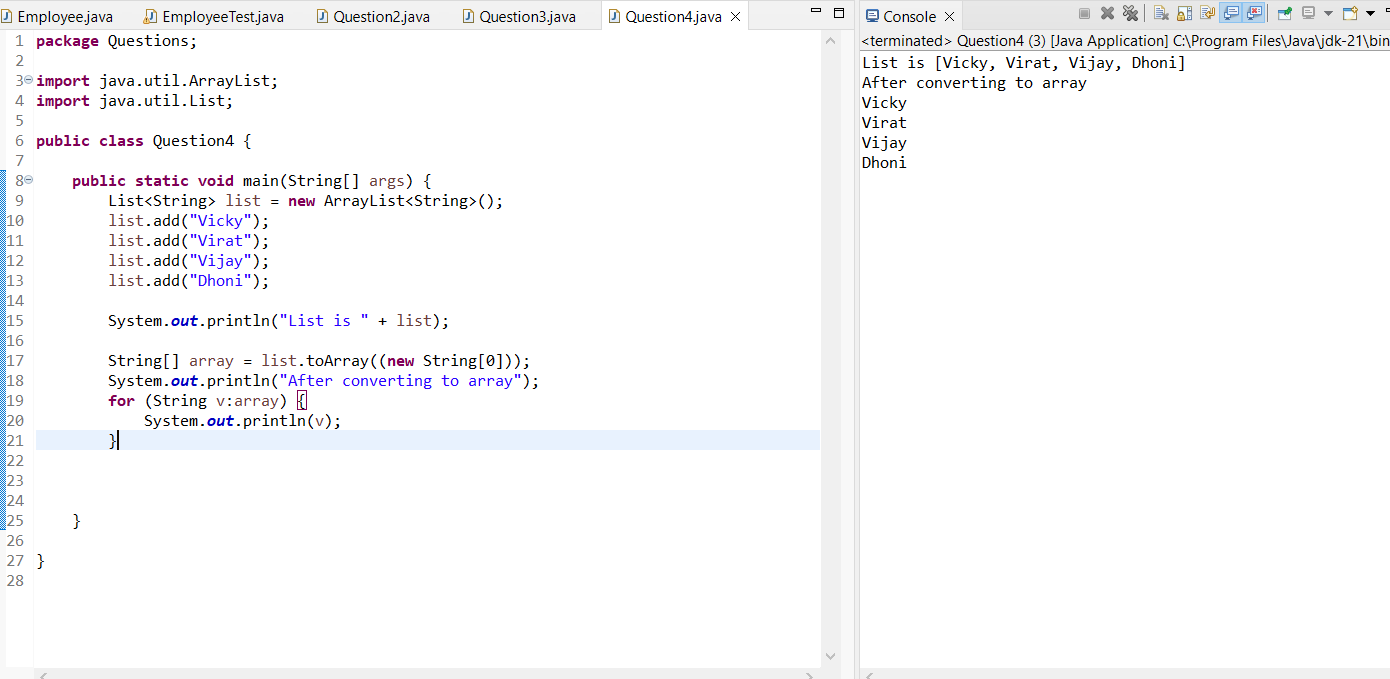 Employee.java
EmployeeTest.java
Question2.java
Question3.java
Question4.java
1 package Questions;
2
3 import java.util.ArrayList;
4 import java.util.List;
5
6 public class Question4 {
7
8     public static void main(String[] args) {
9         List<String> list = new ArrayList<String>();
10         list.add("Vicky");
11         list.add("Virat");
12         list.add("Vijay");
13         list.add("Dhoni");
14
15         System.out.println("List is " + list);
16
17         String[] array = list.toArray((new String[0]));
18         System.out.println("After converting to array");
19         for (String v:array) {
20             System.out.println(v);
21         }
22
23
24
25     }
26
27 }
28
Console
<terminated> Question4 (3) [Java Application] C:\Program Files\Java\jdk-21\bin
List is [Vicky, Virat, Vijay, Dhoni]
After converting to array
Vicky
Virat
Vijay
Dhoni